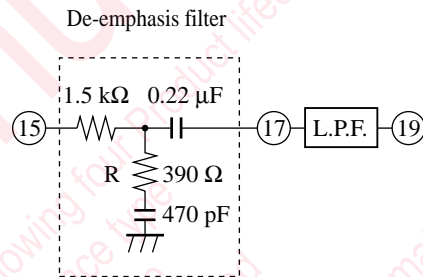 De-emphasis filter
1.5 kΩ 0.22 µF
15 17 L.P.F. 19
R 390 Ω
470 pF